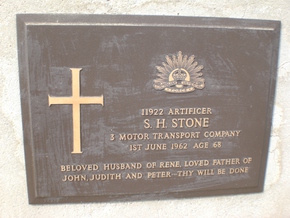 11922 ARTIFICER
S. H. STONE
3 MOTOR TRANSPORT COMPANY
1ST JUNE 1962 AGE 68
BELOVED HUSBAND OF RENE, LOVED FATHER OF
JOHN, JUDITH AND PETER—THY WILL BE DONE